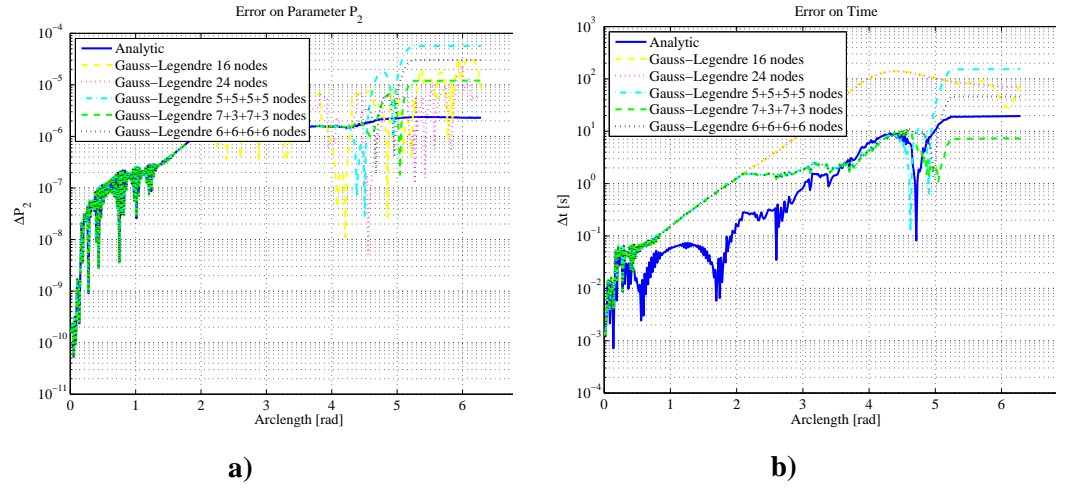 Error on Parameter P2
10−4
10−5
10−6
10−7
10−8
10−9
10−10
10−11
ΔP2
Analytic
Gauss−Legendre 16 nodes
Gauss−Legendre 24 nodes
Gauss−Legendre 5+5+5+5 nodes
Gauss−Legendre 7+3+7+3 nodes
Gauss−Legendre 6+6+6+6 nodes
0 1 2 3 4 5 6
Arclength [rad]
a)
Error on Time
10^4
10^3
10^2
10^1
10^0
10−1
10−2
10−3
10−4
Δt [s]
Analytic
Gauss−Legendre 16 nodes
Gauss−Legendre 24 nodes
Gauss−Legendre 5+5+5+5 nodes
Gauss−Legendre 7+3+7+3 nodes
Gauss−Legendre 6+6+6+6 nodes
0 1 2 3 4 5 6
Arclength [rad]
b)